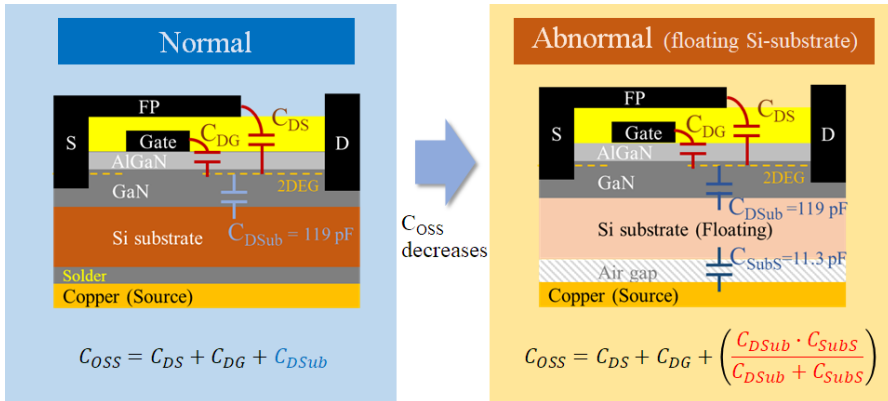 Normal
FP
S
Gate
C_DG
C_DS
D
AlGaN
2DEG
GaN
C_DSub = 119 pF
Si substrate
Solder
Copper (Source)
C_OSS = C_DS + C_DG + C_DSub
C_OSS
decreases
Abnormal (floating Si-substrate)
FP
S
Gate
C_DG
C_DS
D
AlGaN
2DEG
GaN
C_DSub =119 pF
Si substrate (Floating)
Air gap
C_SubS=11.3 pF
Copper (Source)
C_OSS = C_DS + C_DG + (C_DSub · C_SubS / C_DSub + C_SubS)